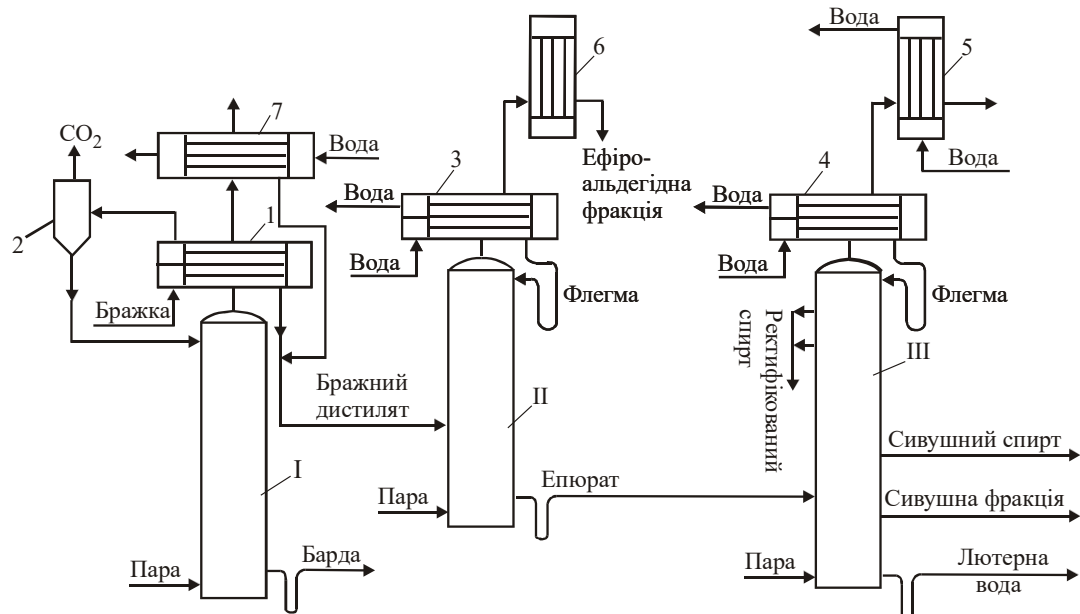 Вода
5
6
7
CO2
Вода
Ефіро-
альдегідна
фракція
Вода
3
Вода
4
Вода
2
1
Вода
Вода
Бражка
Флегма
Флегма
Ректифікований
спирт
III
Бражний
дистилят
II
Сивушний спирт
I
Епюрат
Пара
Сивушна фракція
Барда
Пара
Пара
Лютерна
вода